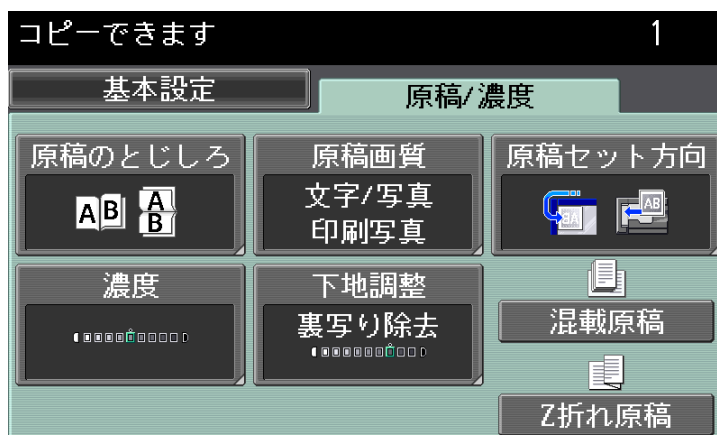 コピーできます 1
基本設定 原稿/濃度
原稿のとじしろ 原稿画質 原稿セット方向
文字/写真
印刷写真
AB
A
B
AB
AB
濃度 下地調整
裏写り除去
混載原稿
Z折れ原稿